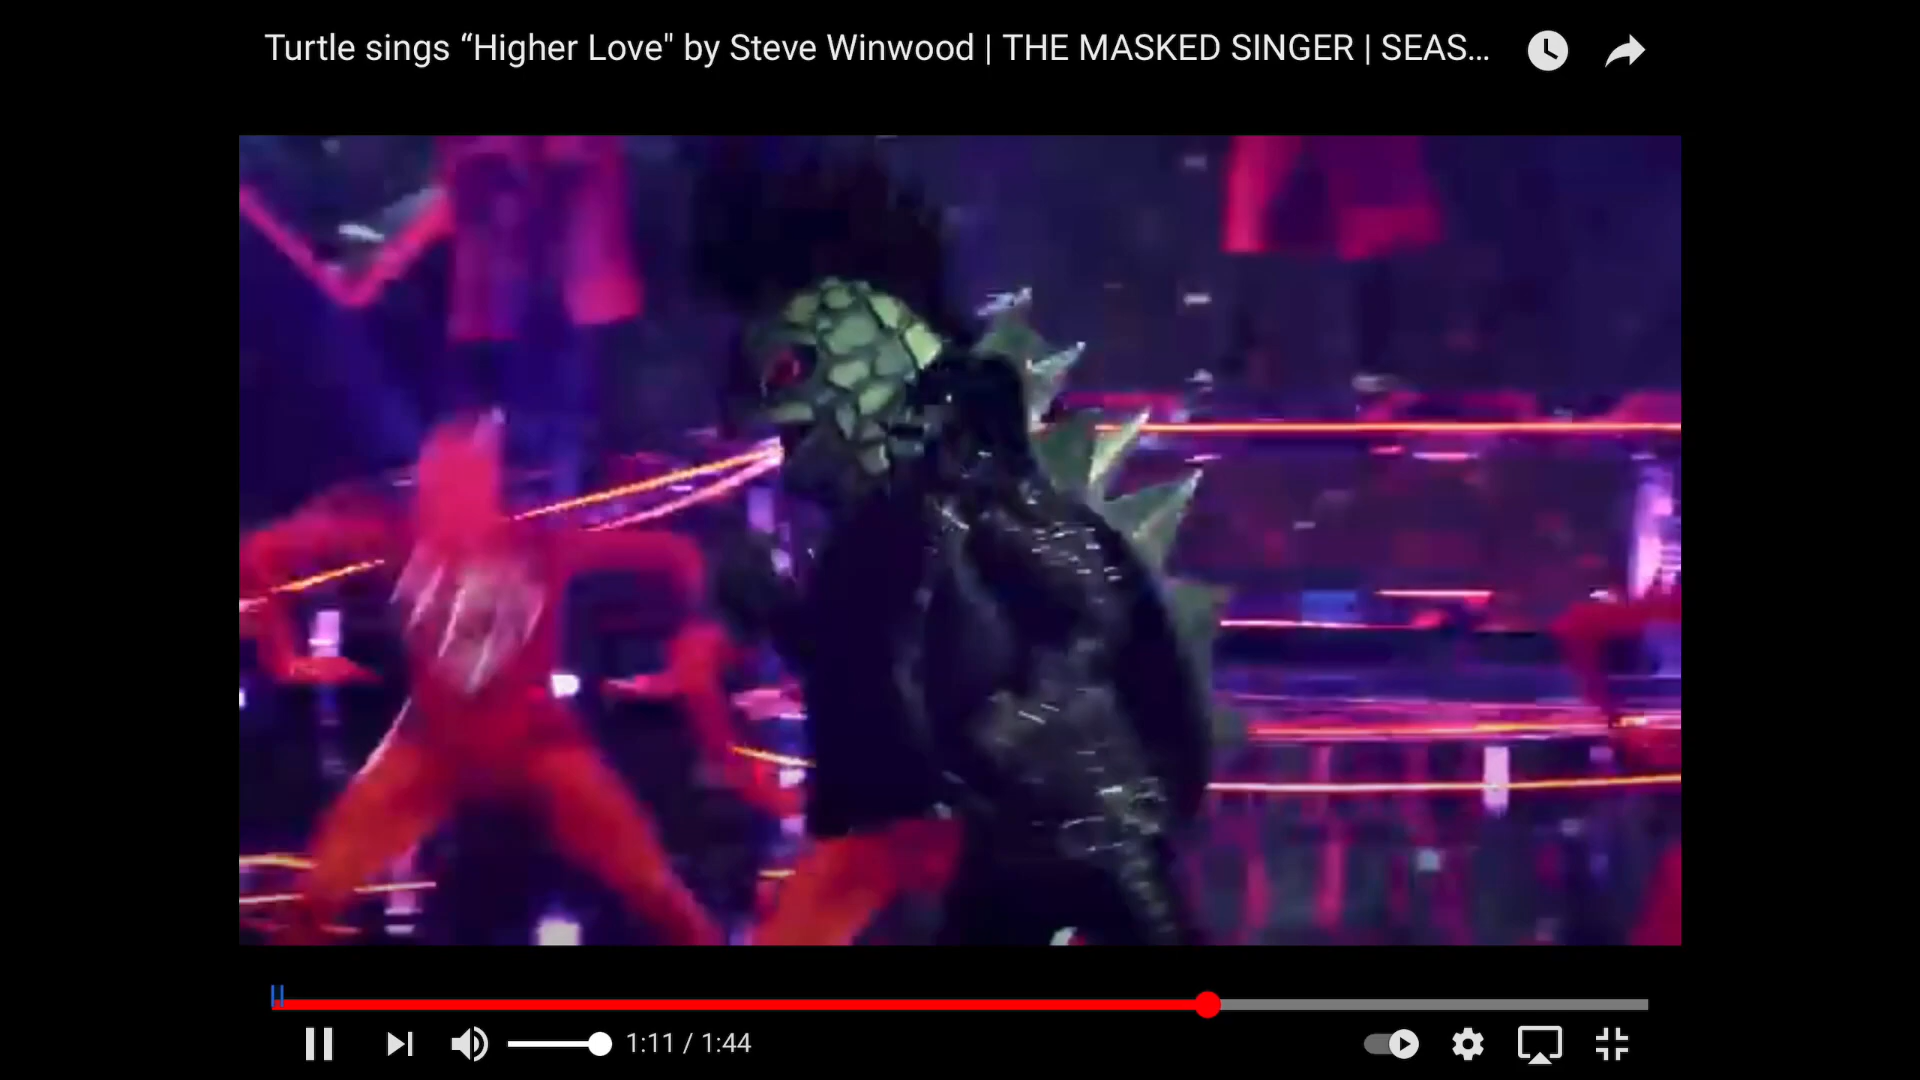 Turtle sings “Higher Love" by Steve Winwood | THE MASKED SINGER | SEAS...
1:11 / 1:44